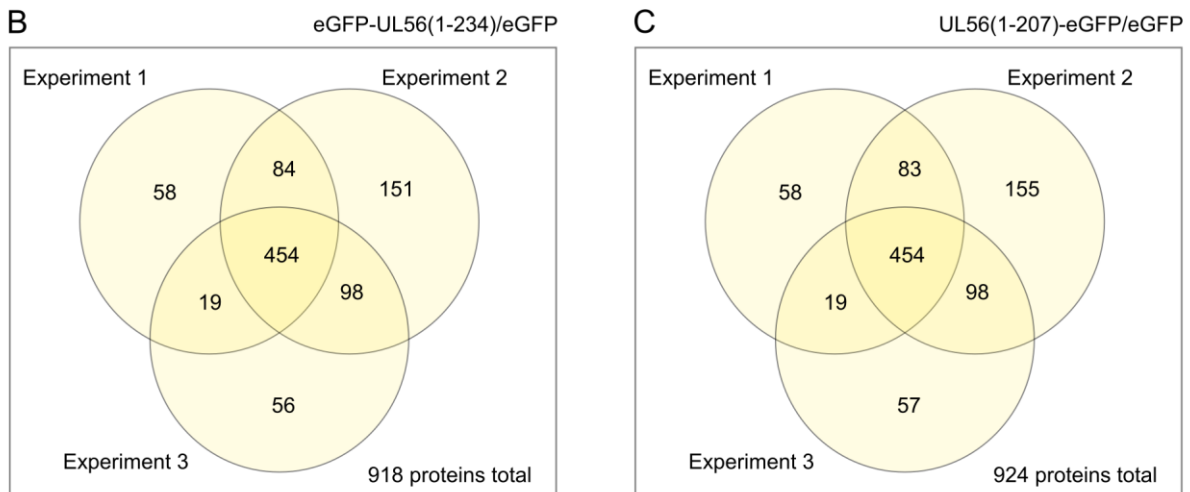 B
eGFP-UL56(1-234)/eGFP
Experiment 1
Experiment 2
84
58
151
454
19
98
56
Experiment 3
918 proteins total
C
UL56(1-207)-eGFP/eGFP
Experiment 1
Experiment 2
83
58
155
454
19
98
57
Experiment 3
924 proteins total